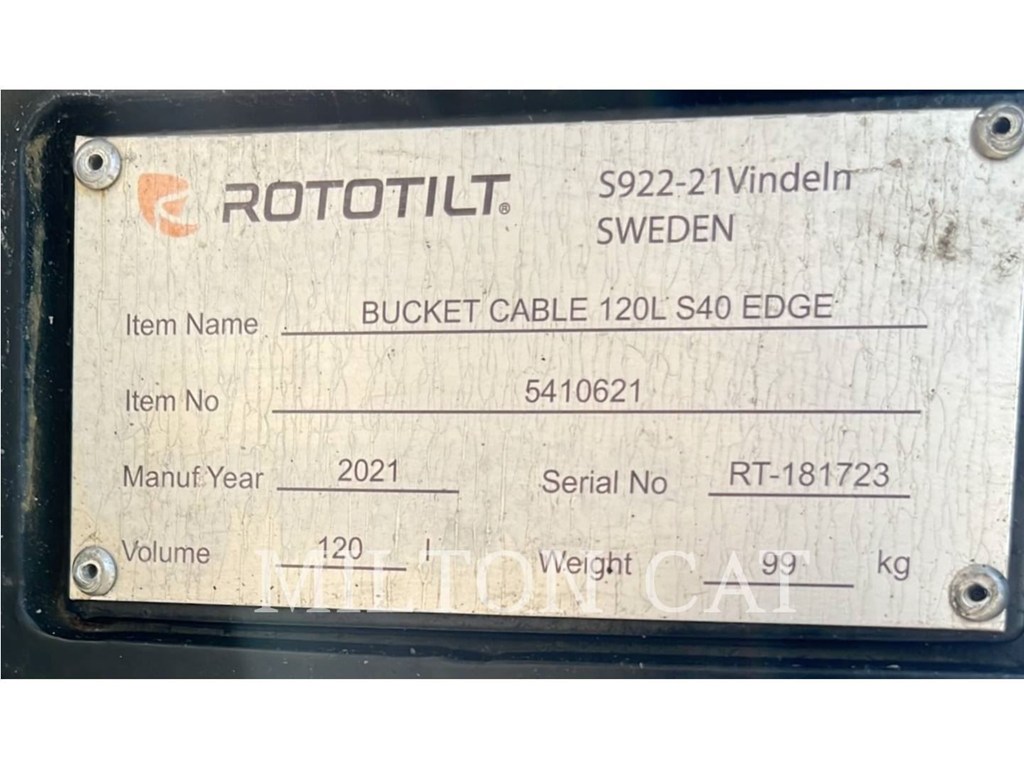 ROTOTILT® S922-21Vindeln
SWEDEN
Item Name BUCKET CABLE 120L S40 EDGE
Item No 5410621
Manuf Year 2021 Serial No RT-181723
Volume 120 l Weight 99 kg
MILTON CAT